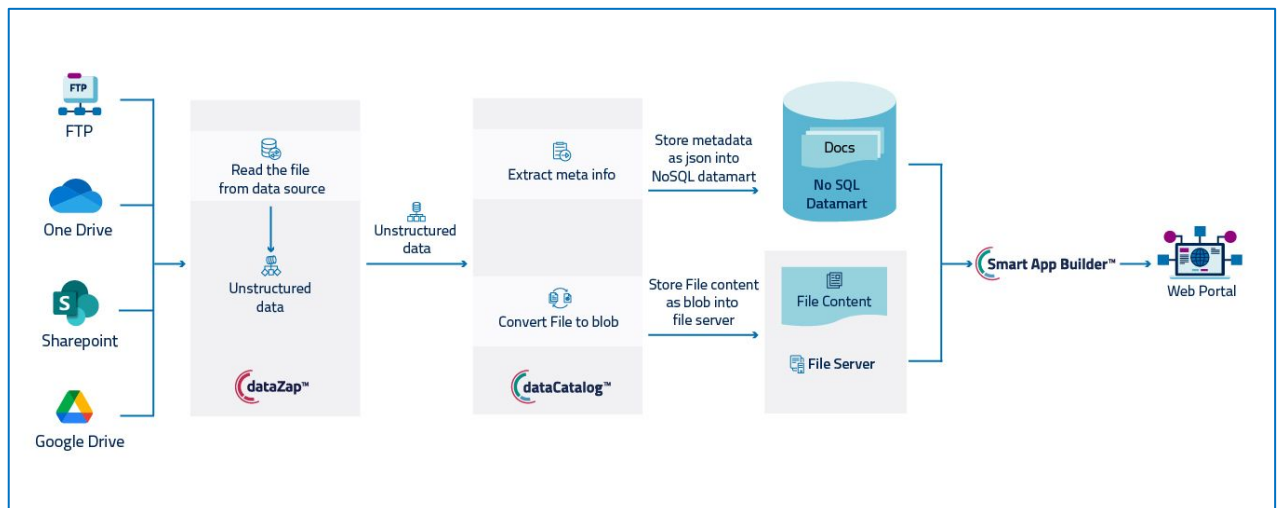 FTP
FTP
One Drive
S
Sharepoint
Google Drive
Read the file
from data source
Unstructured
data
dataZap™
Unstructured
data
Extract meta info
Convert File to blob
dataCatalog™
Store metadata
as json into
NoSQL datamart
Store File content
as blob into
file server
Docs
No SQL
Datamart
File Content
File Server
Smart App Builder™
Web Portal